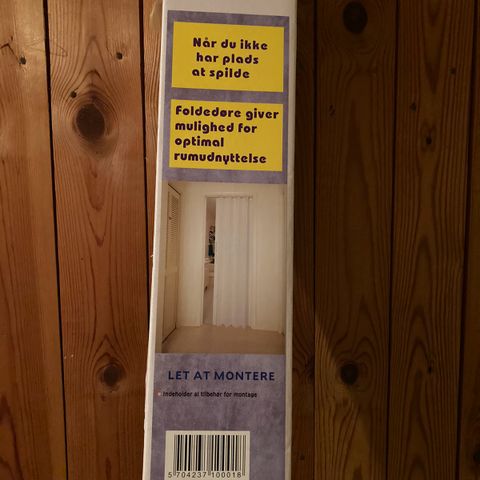 Når du ikke
har plads
at spilde
Foldedøre giver
mulighed for
optimal
rumudnyttelse
LET AT MONTERE
Indeholder al tilbehør for montage
5 704237 100018